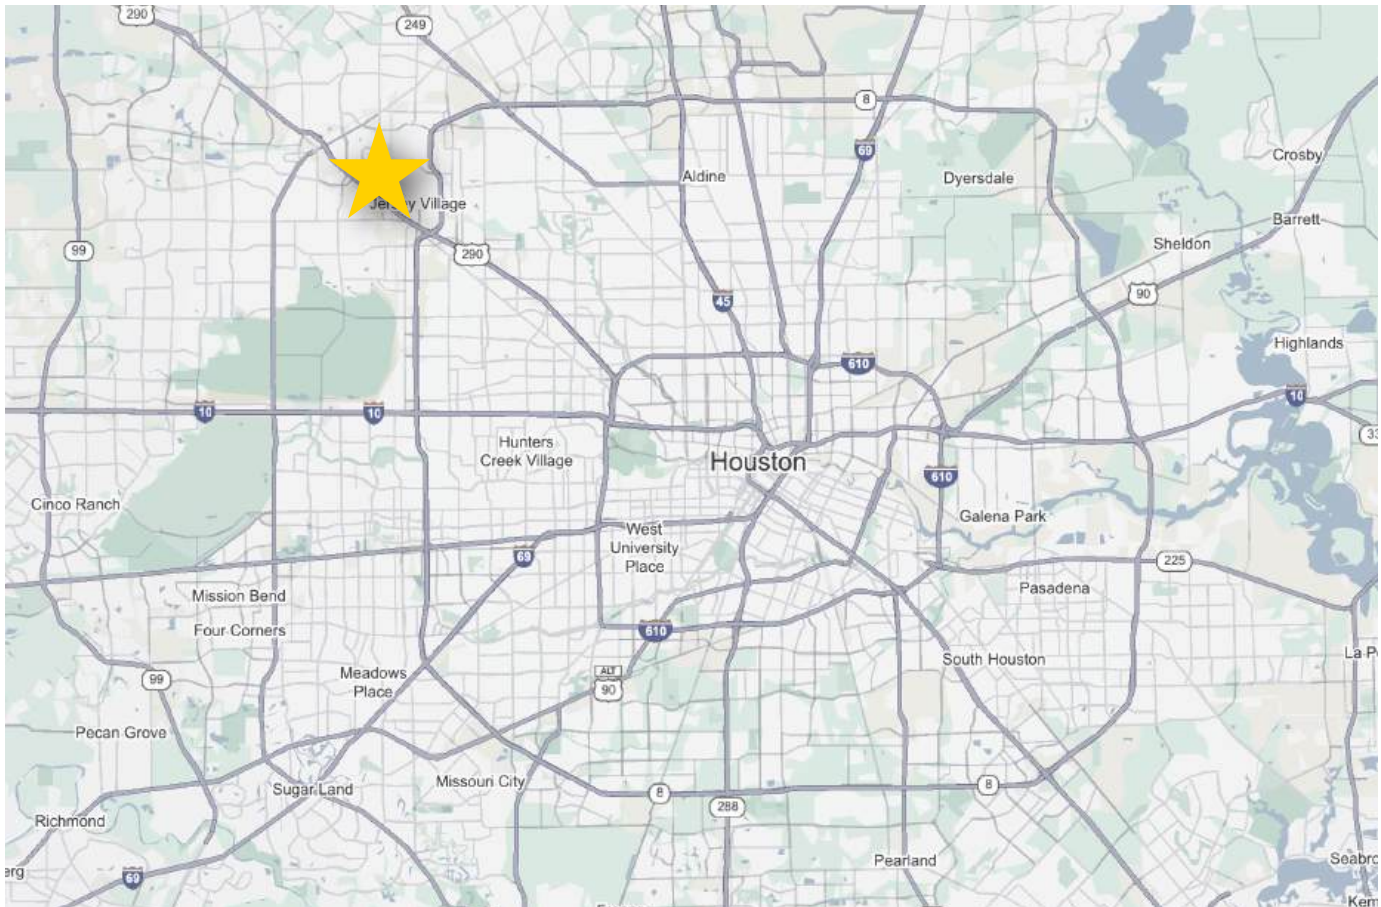 290
249
8
69
Aldine
Dyersdale
Crosby
Village
Barrett
99
Sheldon
290
90
45
Highlands
610
10
10
10
Hunters
Creek Village
Houston
610
Cinco Ranch
Galena Park
West
University
Place
69
225
Mission Bend
Pasadena
Four Corners
610
South Houston
ALT
90
Meadows
Place
99
Pecan Grove
Missouri City
Sugar Land
8
8
288
Richmond
Pearland
69